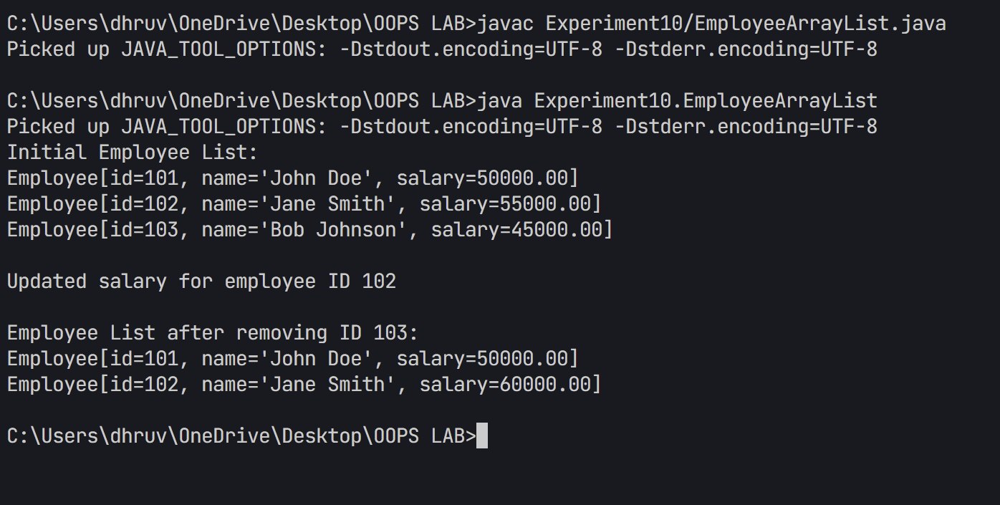 C:\Users\dhruv\OneDrive\Desktop\OOPS LAB>javac Experiment10/EmployeeArrayList.java
Picked up JAVA_TOOL_OPTIONS: -Dstdout.encoding=UTF-8 -Dstderr.encoding=UTF-8
C:\Users\dhruv\OneDrive\Desktop\OOPS LAB>java Experiment10.EmployeeArrayList
Picked up JAVA_TOOL_OPTIONS: -Dstdout.encoding=UTF-8 -Dstderr.encoding=UTF-8
Initial Employee List:
Employee[id=101, name='John Doe', salary=50000.00]
Employee[id=102, name='Jane Smith', salary=55000.00]
Employee[id=103, name='Bob Johnson', salary=45000.00]
Updated salary for employee ID 102
Employee List after removing ID 103:
Employee[id=101, name='John Doe', salary=50000.00]
Employee[id=102, name='Jane Smith', salary=60000.00]
C:\Users\dhruv\OneDrive\Desktop\OOPS LAB>